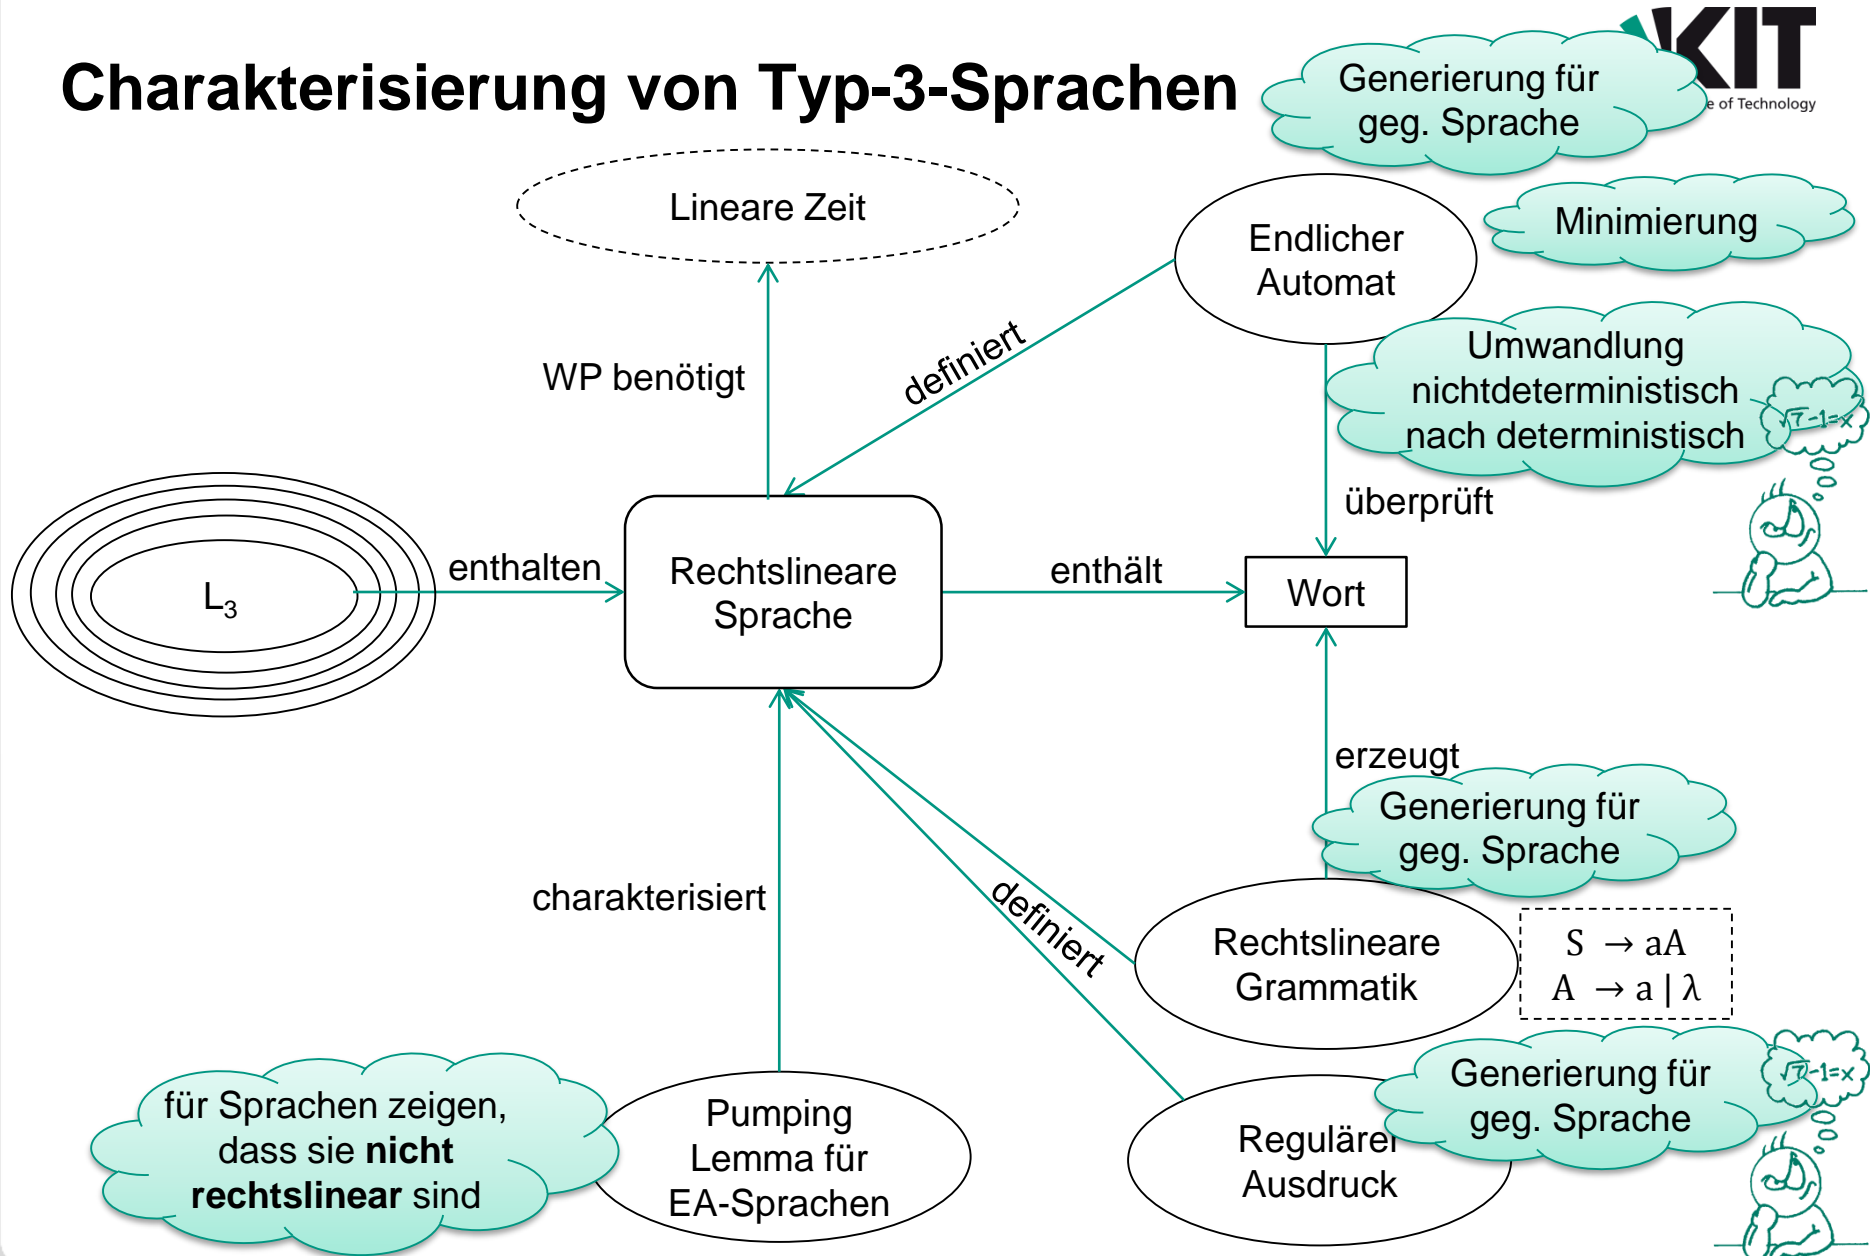 Charakterisierung von Typ-3-Sprachen
KIT
e of Technology
Generierung für
geg. Sprache
Lineare Zeit
Minimierung
Endlicher
Automat
Umwandlung
nichtdeterministisch
nach deterministisch
√7-1=x
WP benötigt
definiert
überprüft
L₃
enthalten
Rechtslineare
Sprache
enthält
Wort
erzeugt
Generierung für
geg. Sprache
charakterisiert
definiert
Rechtslineare
Grammatik
S → aA
A → a | λ
Generierung für
geg. Sprache
√7-1=x
für Sprachen zeigen,
dass sie nicht
rechtslinear sind
Pumping
Lemma für
EA-Sprachen
Regulärer
Ausdruck